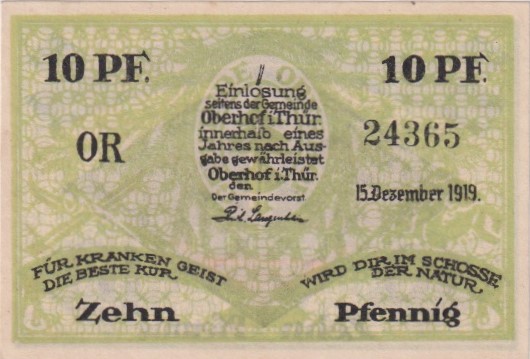 10 PF.
10 PF.
Einlösung
seitens der Gemeinde
Oberhof i. Thür.
innerhalb eines
Jahres nach Aus-
gabe gewährleistet
Oberhof i. Thür.
den
Der Gemeindevorst.
OR
24365
15. Dezember 1919.
FÜR KRANKEN GEIST
DIE BESTE KUR
WIRD DIR IM SCHOSSE
DER NATUR.
Zehn
Pfennig